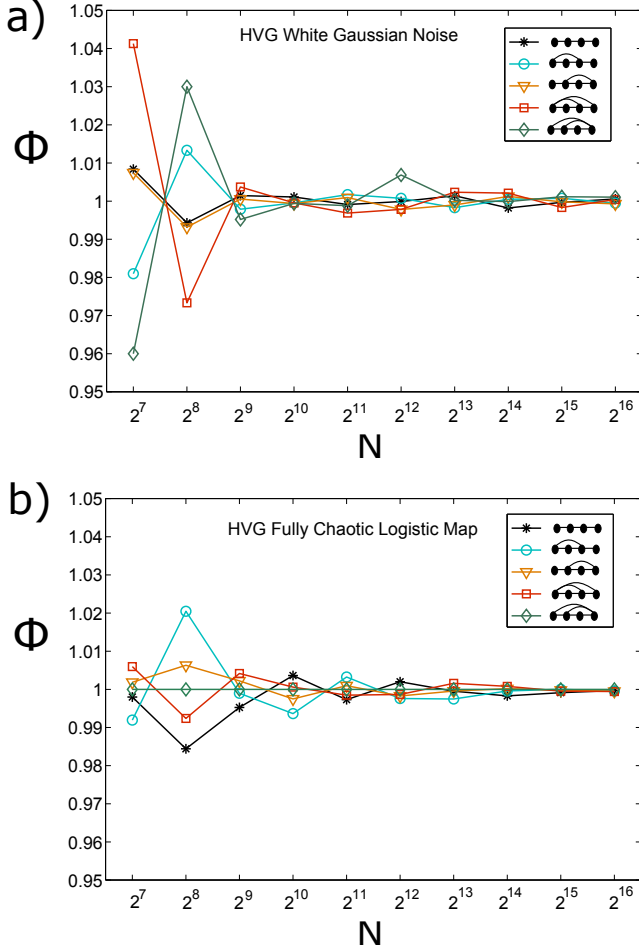 a)
HVG White Gaussian Noise
1.05
1.04
1.03
1.02
1.01
1
0.99
0.98
0.97
0.96
0.95
Φ
2^7 2^8 2^9 2^10 2^11 2^12 2^13 2^14 2^15 2^16
N
b)
HVG Fully Chaotic Logistic Map
1.05
1.04
1.03
1.02
1.01
1
0.99
0.98
0.97
0.96
0.95
Φ
2^7 2^8 2^9 2^10 2^11 2^12 2^13 2^14 2^15 2^16
N